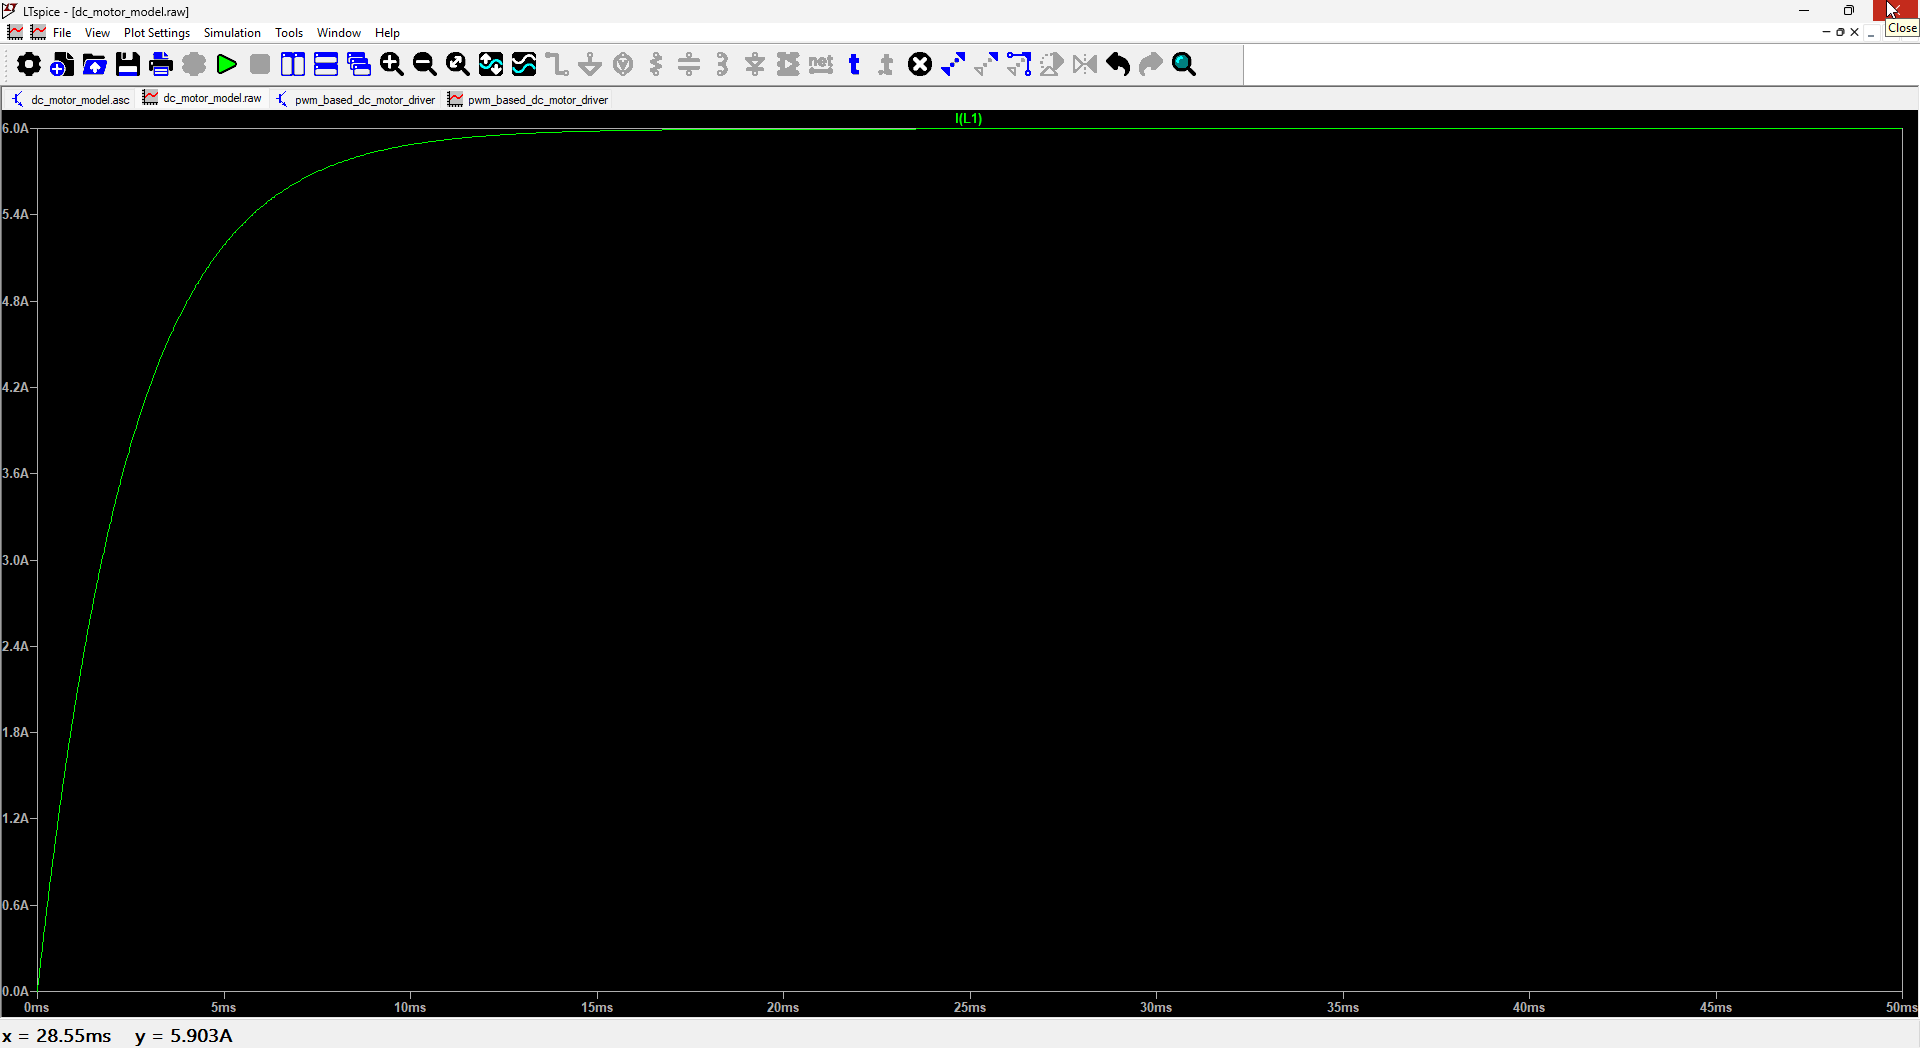 LTspice - [dc_motor_model.raw]
Close
File View Plot Settings Simulation Tools Window Help
net t t
dc_motor_model.asc dc_motor_model.raw pwm_based_dc_motor_driver pwm_based_dc_motor_driver
I(L1)
6.0A
5.4A
4.8A
4.2A
3.6A
3.0A
2.4A
1.8A
1.2A
0.6A
0.0A
0ms 5ms 10ms 15ms 20ms 25ms 30ms 35ms 40ms 45ms 50ms
x = 28.55ms y = 5.903A